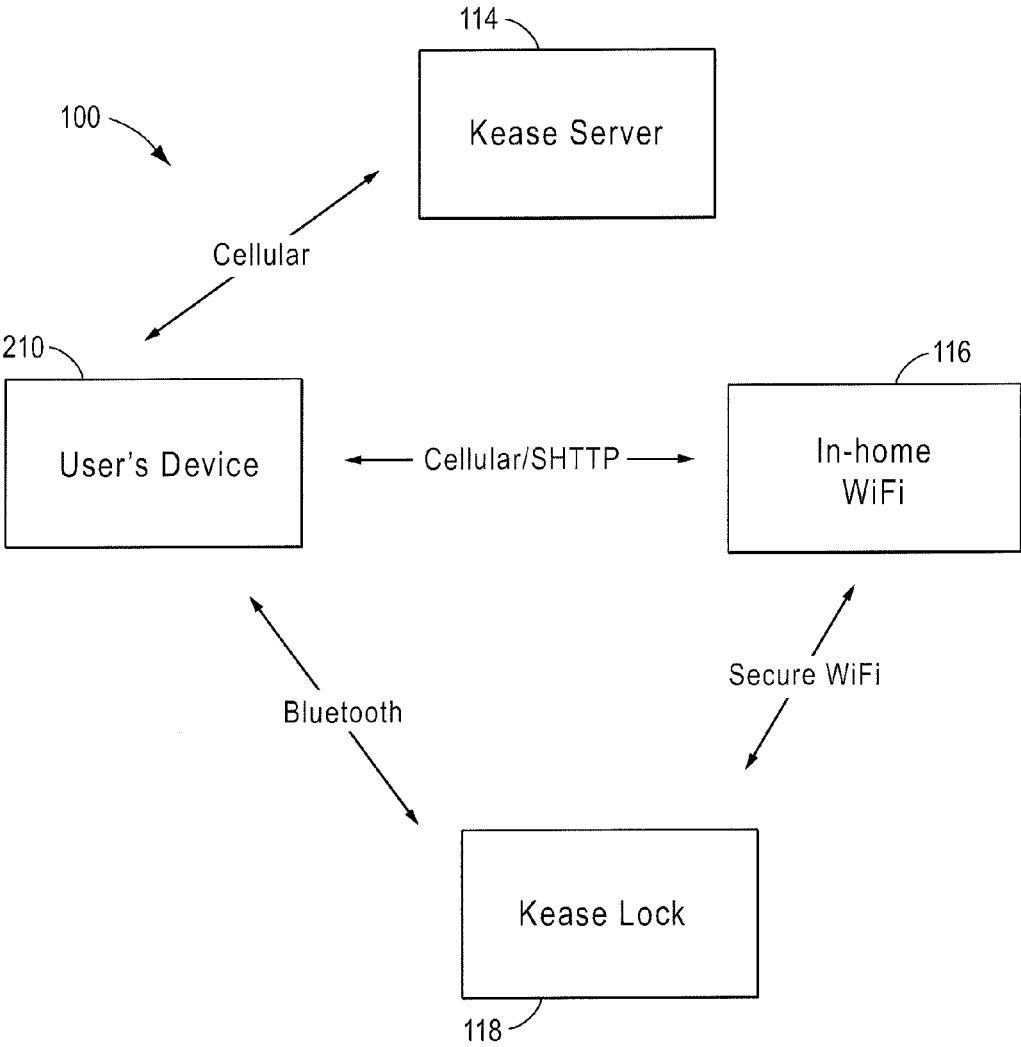 114
100
Kease Server
Cellular
210
116
User's Device
Cellular/SHTTP
In-home
WiFi
Secure WiFi
Bluetooth
Kease Lock
118